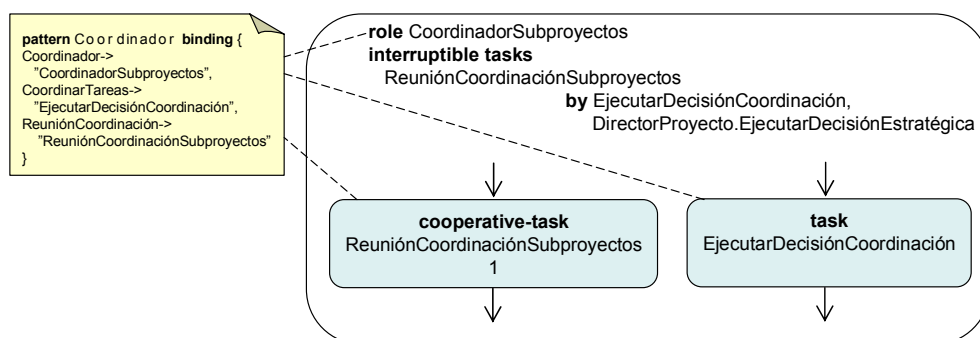 pattern Coordinador binding {
Coordinador->
"CoordinadorSubproyectos",
CoordinarTareas->
"EjecutarDecisiónCoordinación",
ReuniónCoordinación->
"ReuniónCoordinaciónSubproyectos"
}
role CoordinadorSubproyectos
interruptible tasks
ReuniónCoordinaciónSubproyectos
by EjecutarDecisiónCoordinación,
DirectorProyecto.EjecutarDecisiónEstratégica
cooperative-task
ReuniónCoordinaciónSubproyectos
1
task
EjecutarDecisiónCoordinación